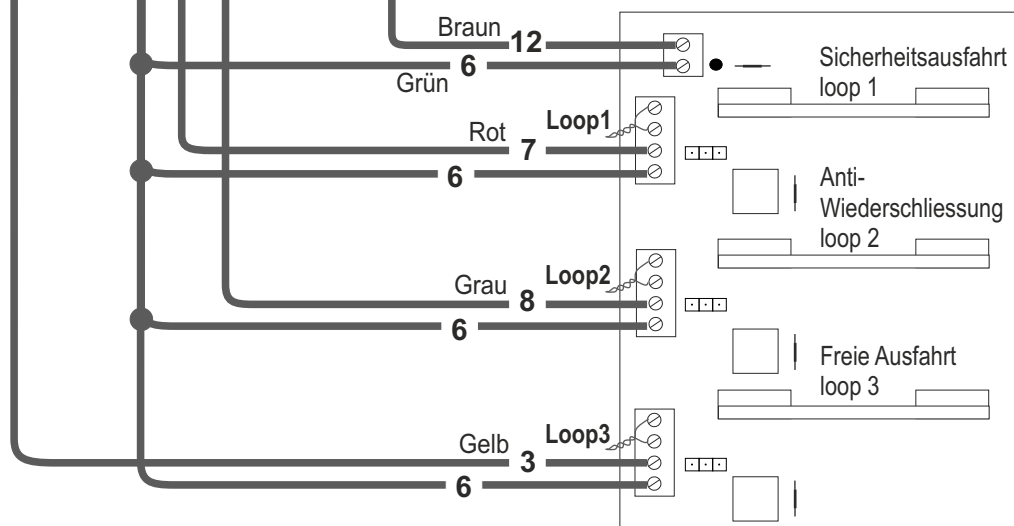 Braun 12
6
Grün
Sicherheitsausfahrt
loop 1
Loop1
Rot 7
6
Anti-
Wiederschliessung
loop 2
Loop2
Grau 8
6
Freie Ausfahrt
loop 3
Loop3
Gelb 3
6